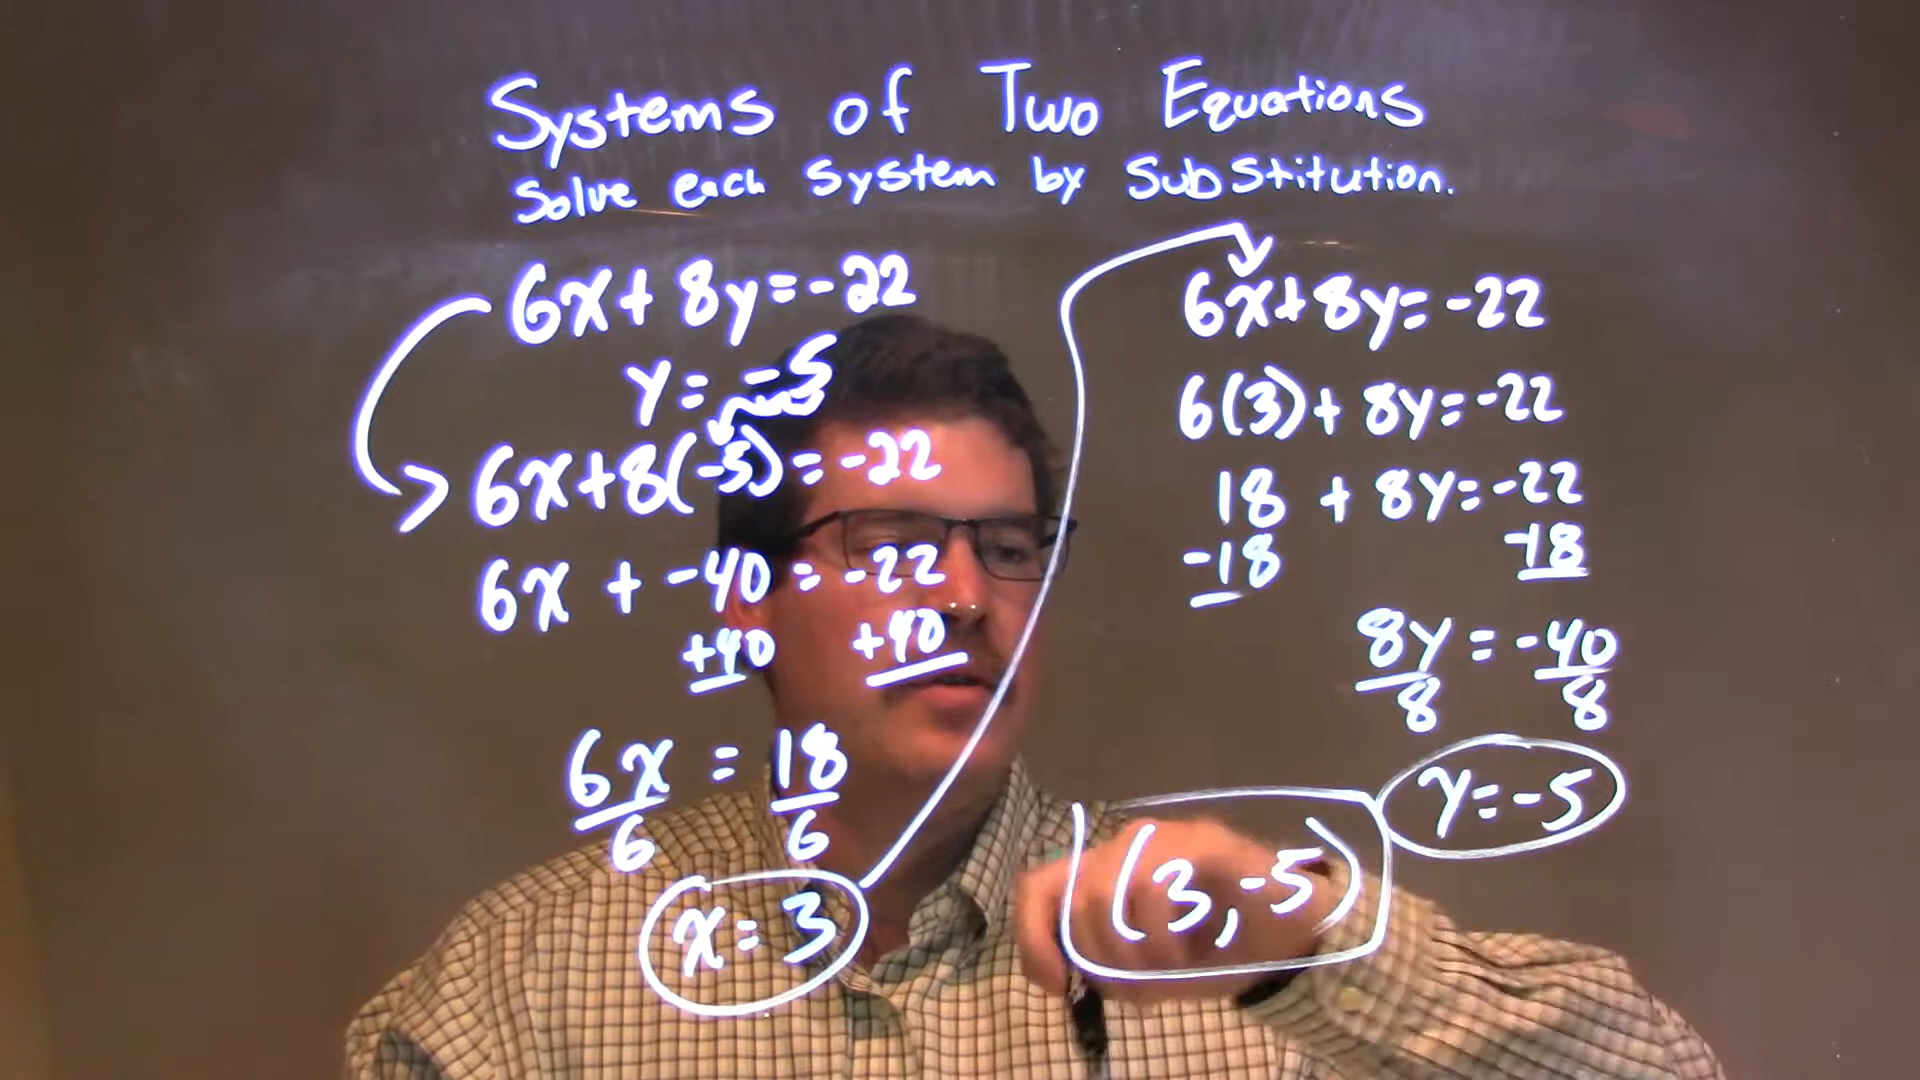 Systems of Two Equations
Solve each system by substitution.
6x + 8y = -22
y = -5
6x + 8(-5) = -22
6x + -40 = -22
+40 +40
6x = 18
6 6
x = 3
6x + 8y = -22
6(3) + 8y = -22
18 + 8y = -22
-18 -18
8y = -40
8 8
y = -5
(3, -5)